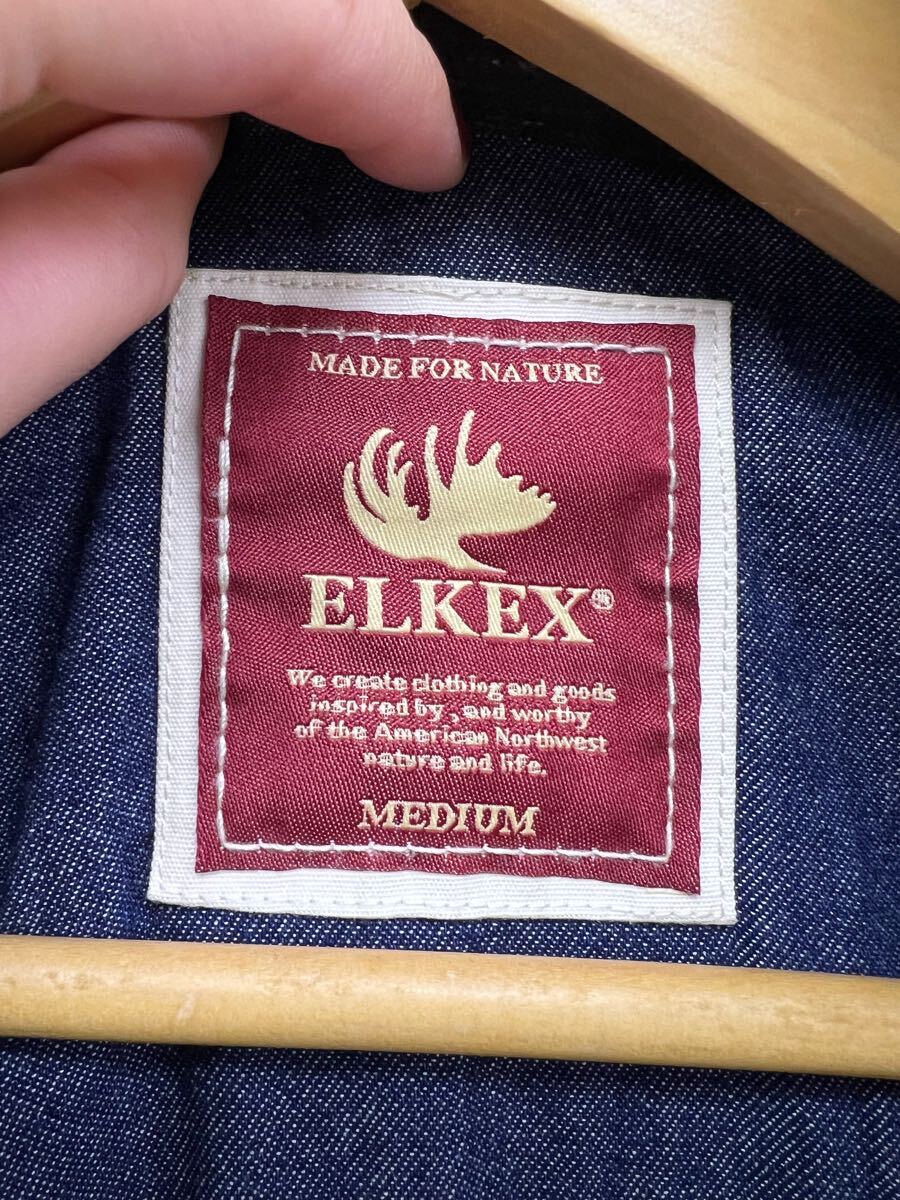 MADE FOR NATURE
ELKEX®
We create clothing and goods
inspired by , and worthy
of the American Northwest
nature and life.
MEDIUM